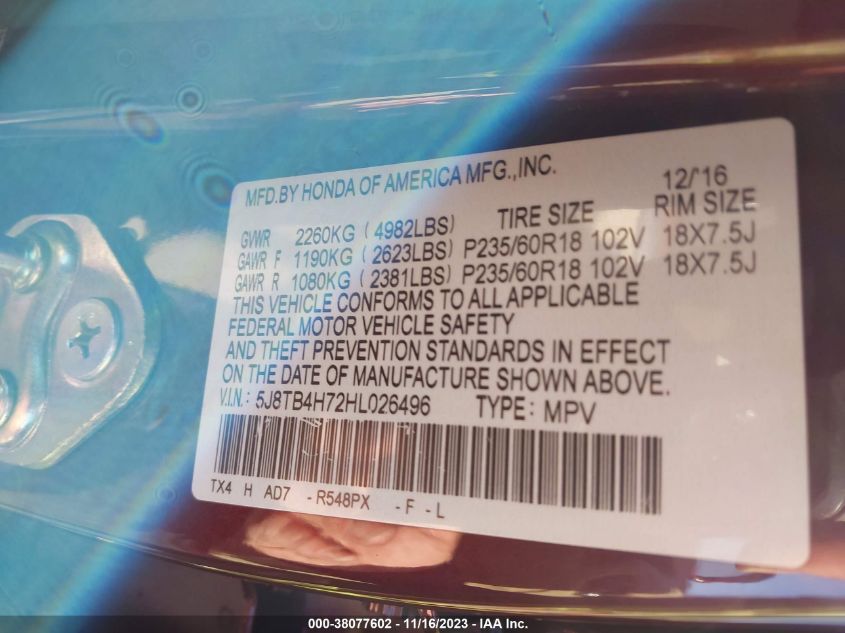 MFD.BY HONDA OF AMERICA MFG.,INC. 12/'16
GVWR 2260KG (4982LBS) TIRE SIZE RIM SIZE
GAWR F 1190KG (2623LBS) P235/60R18 102V 18X7.5J
GAWR R 1080KG (2381LBS) P235/60R18 102V 18X7.5J
THIS VEHICLE CONFORMS TO ALL APPLICABLE
FEDERAL MOTOR VEHICLE SAFETY
AND THEFT PREVENTION STANDARDS IN EFFECT
ON THE DATE OF MANUFACTURE SHOWN ABOVE.
V.I.N.: 5J8TB4H72HL026496 TYPE: MPV
TX4 H AD7 -R548PX -F -L
000-38077602 - 11/16/2023 - IAA Inc.